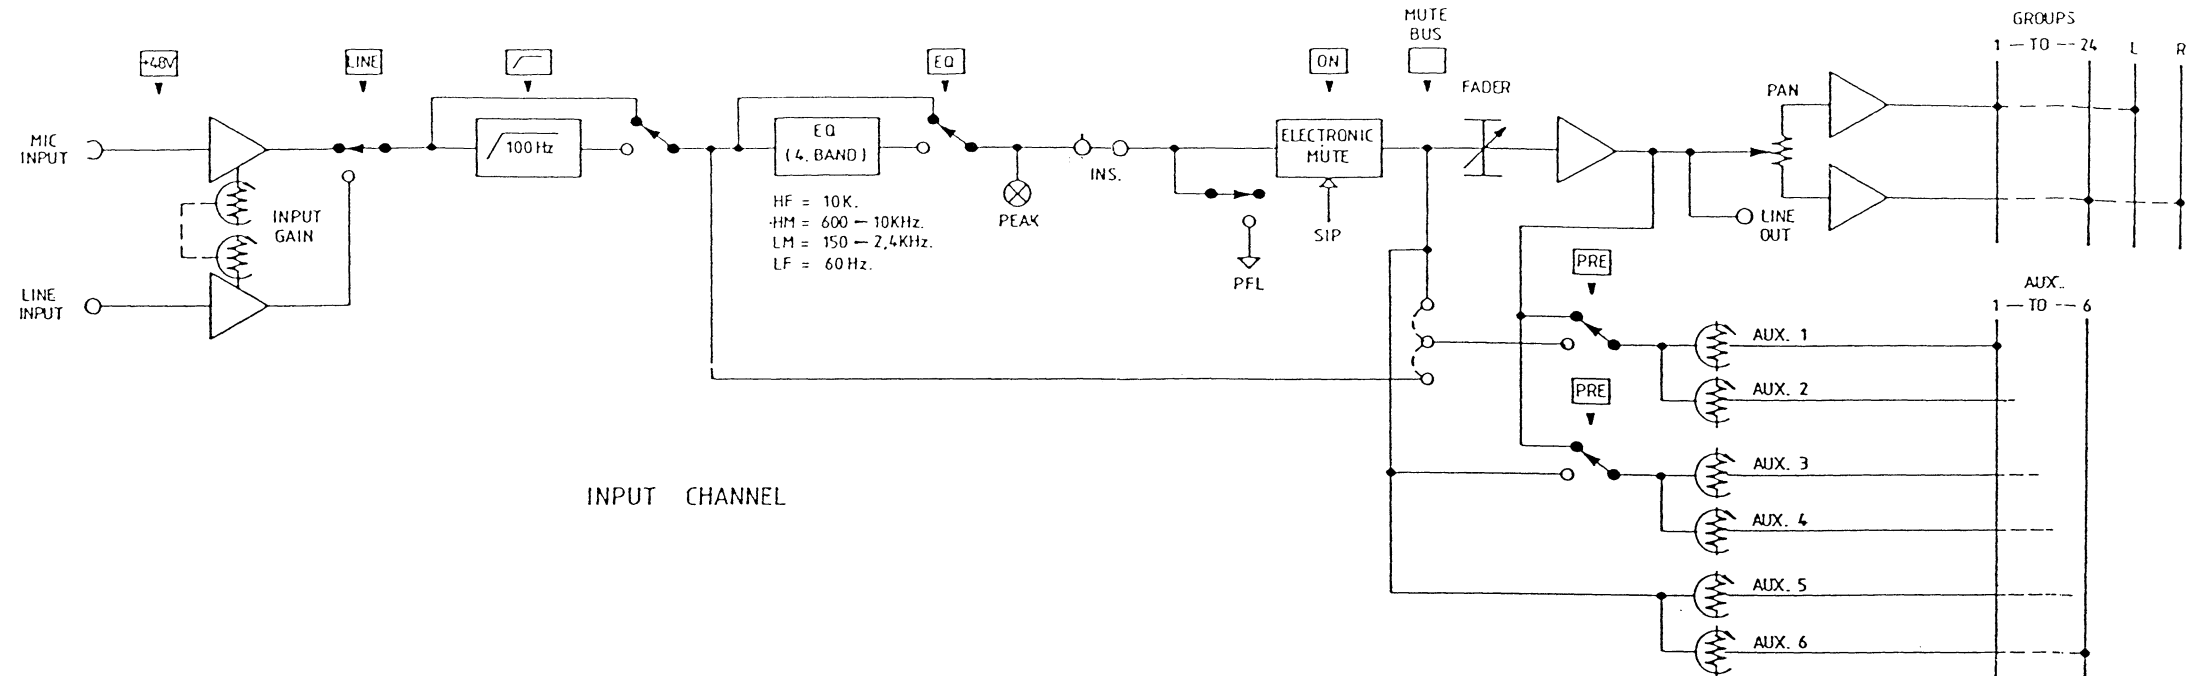 +48V
LINE
EQ
ON
MUTE
BUS
FADER
PAN
GROUPS
1 — TO -- 24 L R
MIC
INPUT
100 Hz
EQ
( 4. BAND )
INS.
ELECTRONIC
MUTE
PEAK
SIP
PFL
INPUT
GAIN
HF = 10K.
HM = 600 — 10KHz.
LM = 150 — 2,4KHz.
LF = 60 Hz.
LINE
OUT
LINE
INPUT
PRE
AUX..
1 — TO -- 6
AUX. 1
AUX. 2
PRE
AUX. 3
AUX. 4
AUX. 5
AUX. 6
INPUT CHANNEL